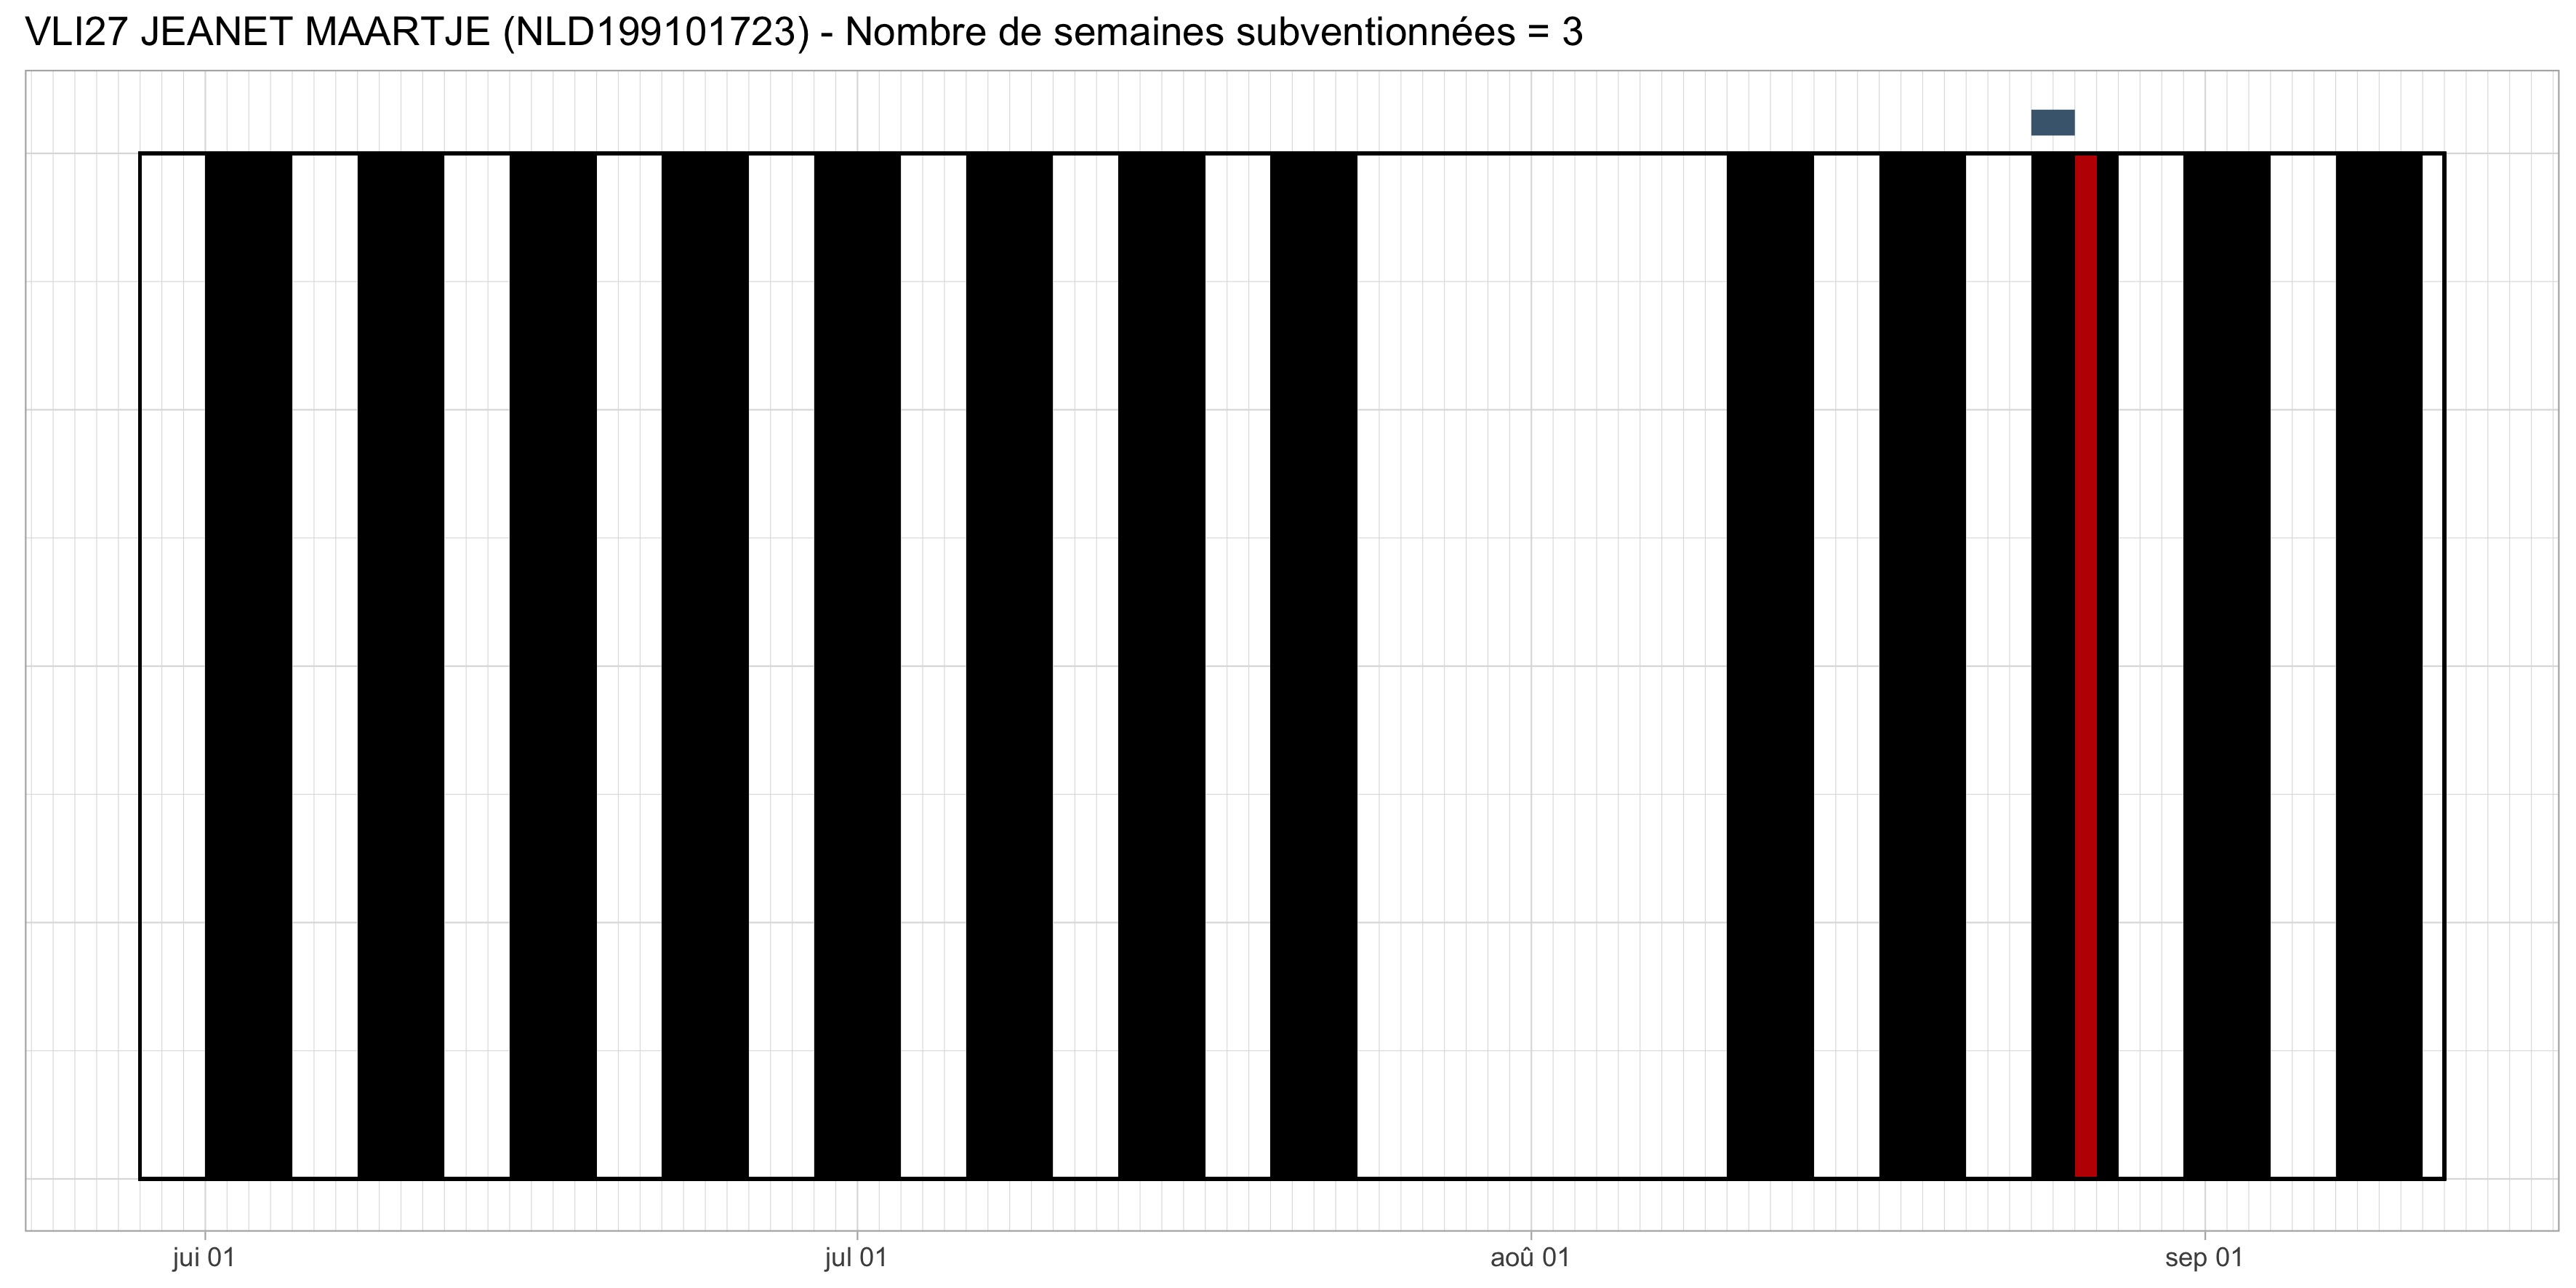 VLI27 JEANET MAARTJE (NLD199101723) - Nombre de semaines subventionnées = 3
jui 01 jul 01 aoû 01 sep 01